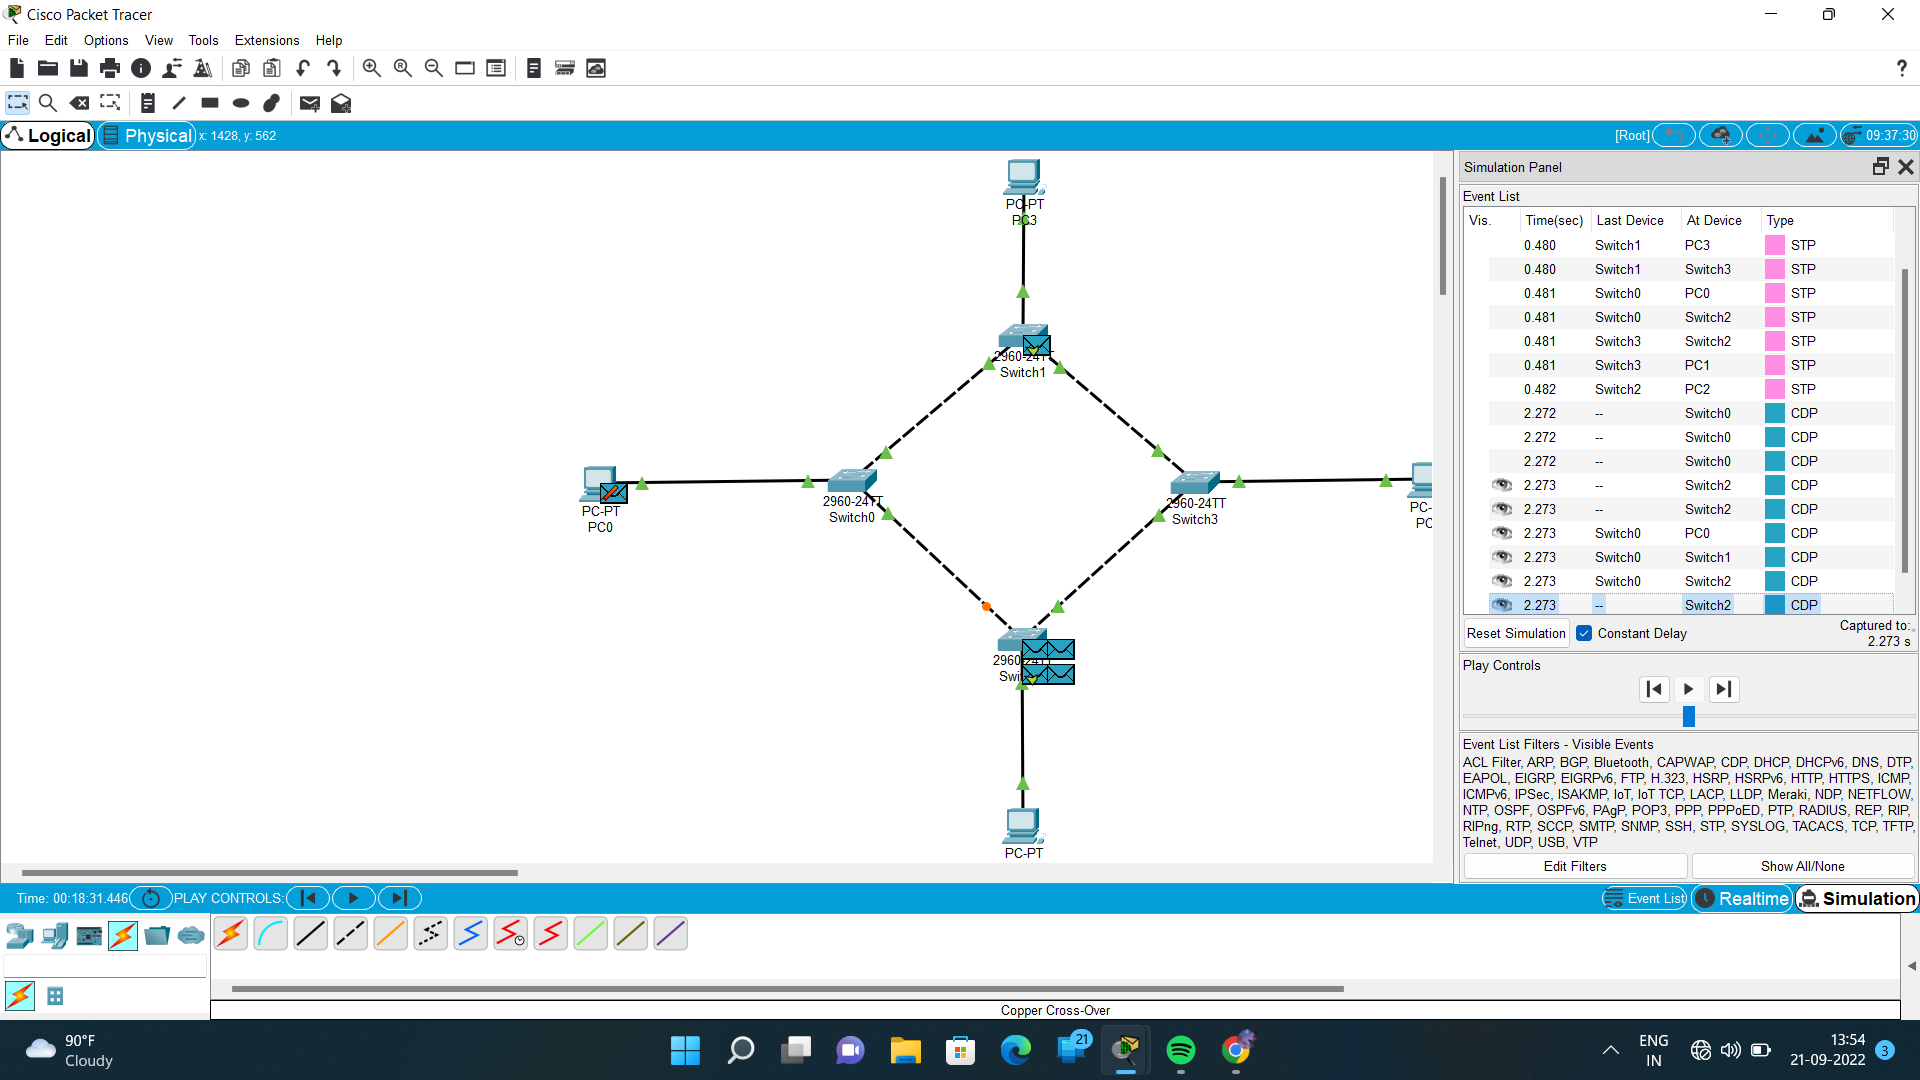 Cisco Packet Tracer
File Edit Options View Tools Extensions Help
Logical Physical x: 1428, y: 562
[Root] 09:37:30
PC-PT
PC3
2960-24TT
Switch1
PC-PT
PC0
2960-24TT
Switch0
2960-24TT
Switch3
PC-
PC
2960-24TT
Swi
PC-PT
Simulation Panel
Event List
Vis. Time(sec) Last Device At Device Type
0.480 Switch1 PC3 STP
0.480 Switch1 Switch3 STP
0.481 Switch0 PC0 STP
0.481 Switch0 Switch2 STP
0.481 Switch3 Switch2 STP
0.481 Switch3 PC1 STP
0.482 Switch2 PC2 STP
2.272 -- Switch0 CDP
2.272 -- Switch0 CDP
2.272 -- Switch0 CDP
2.273 -- Switch2 CDP
2.273 -- Switch2 CDP
2.273 Switch0 PC0 CDP
2.273 Switch0 Switch1 CDP
2.273 Switch0 Switch2 CDP
2.273 -- Switch2 CDP
Reset Simulation Constant Delay Captured to:
2.273 s
Play Controls
Event List Filters - Visible Events
ACL Filter, ARP, BGP, Bluetooth, CAPWAP, CDP, DHCP, DHCPv6, DNS, DTP,
EAPOL, EIGRP, EIGRPv6, FTP, H.323, HSRP, HSRPv6, HTTP, HTTPS, ICMP,
ICMPv6, IPSec, ISAKMP, IoT, IoT TCP, LACP, LLDP, Meraki, NDP, NETFLOW,
NTP, OSPF, OSPFv6, PAgP, POP3, PPP, PPPoED, PTP, RADIUS, REP, RIP,
RIPng, RTP, SCCP, SMTP, SNMP, SSH, STP, SYSLOG, TACACS, TCP, TFTP,
Telnet, UDP, USB, VTP
Edit Filters Show All/None
Time: 00:18:31.446 PLAY CONTROLS: Event List Realtime Simulation
Copper Cross-Over
90°F
Cloudy
21
ENG
IN
13:54
21-09-2022
3